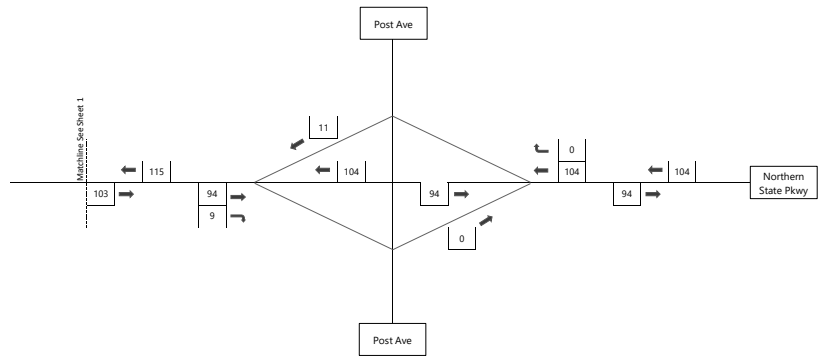 Post Ave
Matchline See Sheet 1
11
0
115
104
104
104
Northern
State Pkwy
103
94
94
94
9
0
Post Ave